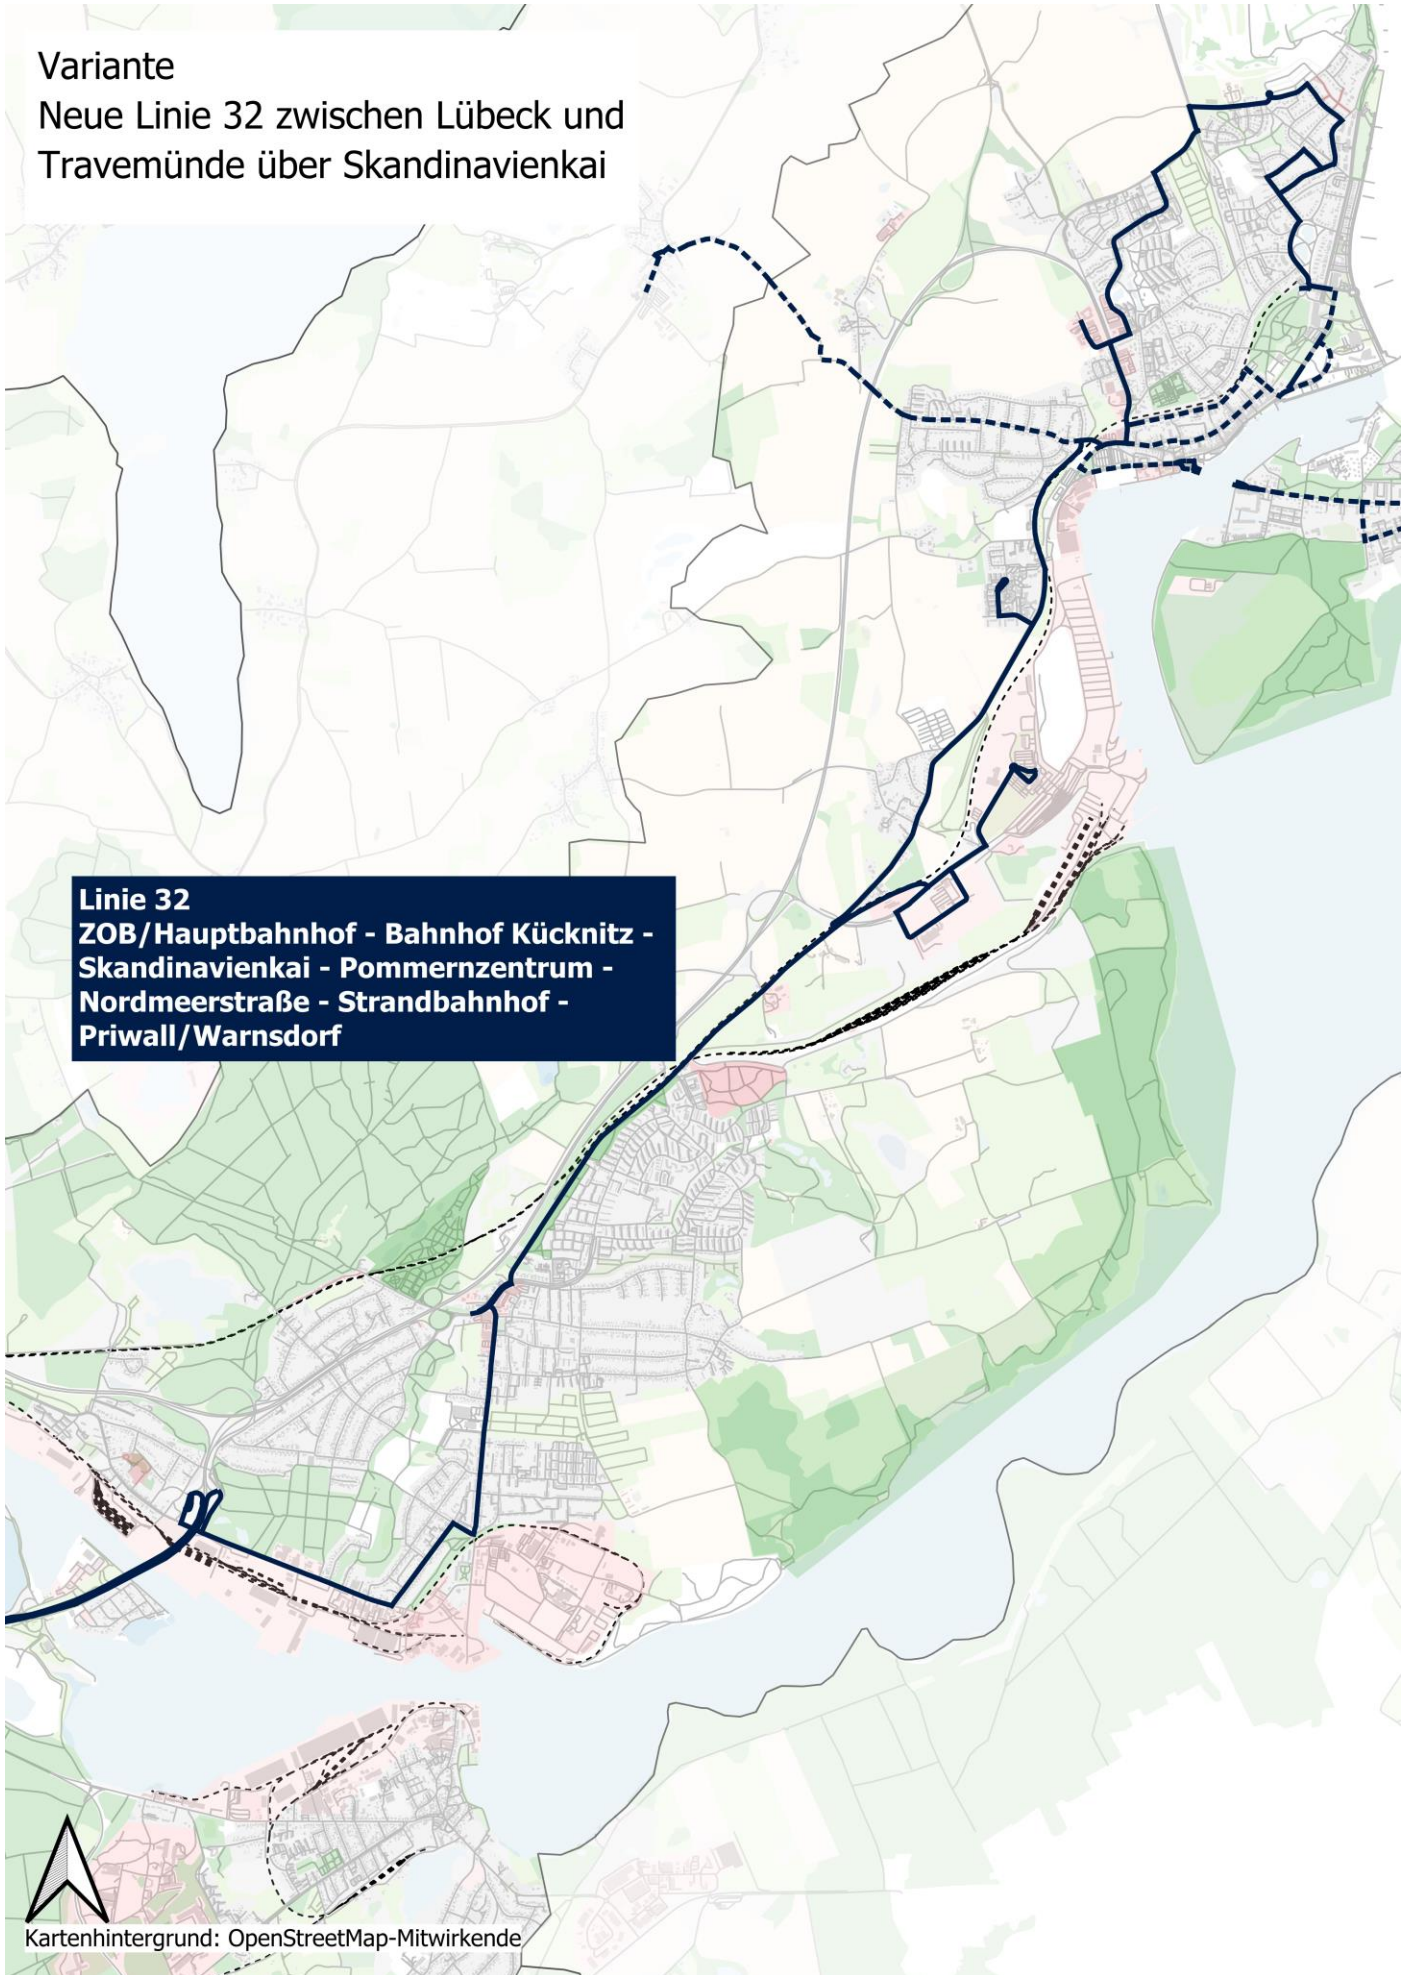 Variante
Neue Linie 32 zwischen Lübeck und
Travemünde über Skandinavienkai
Linie 32
ZOB/Hauptbahnhof - Bahnhof Kücknitz -
Skandinavienkai - Pommernzentrum -
Nordmeerstraße - Strandbahnhof -
Priwall/Warnsdorf
Kartenhintergrund: OpenStreetMap-Mitwirkende